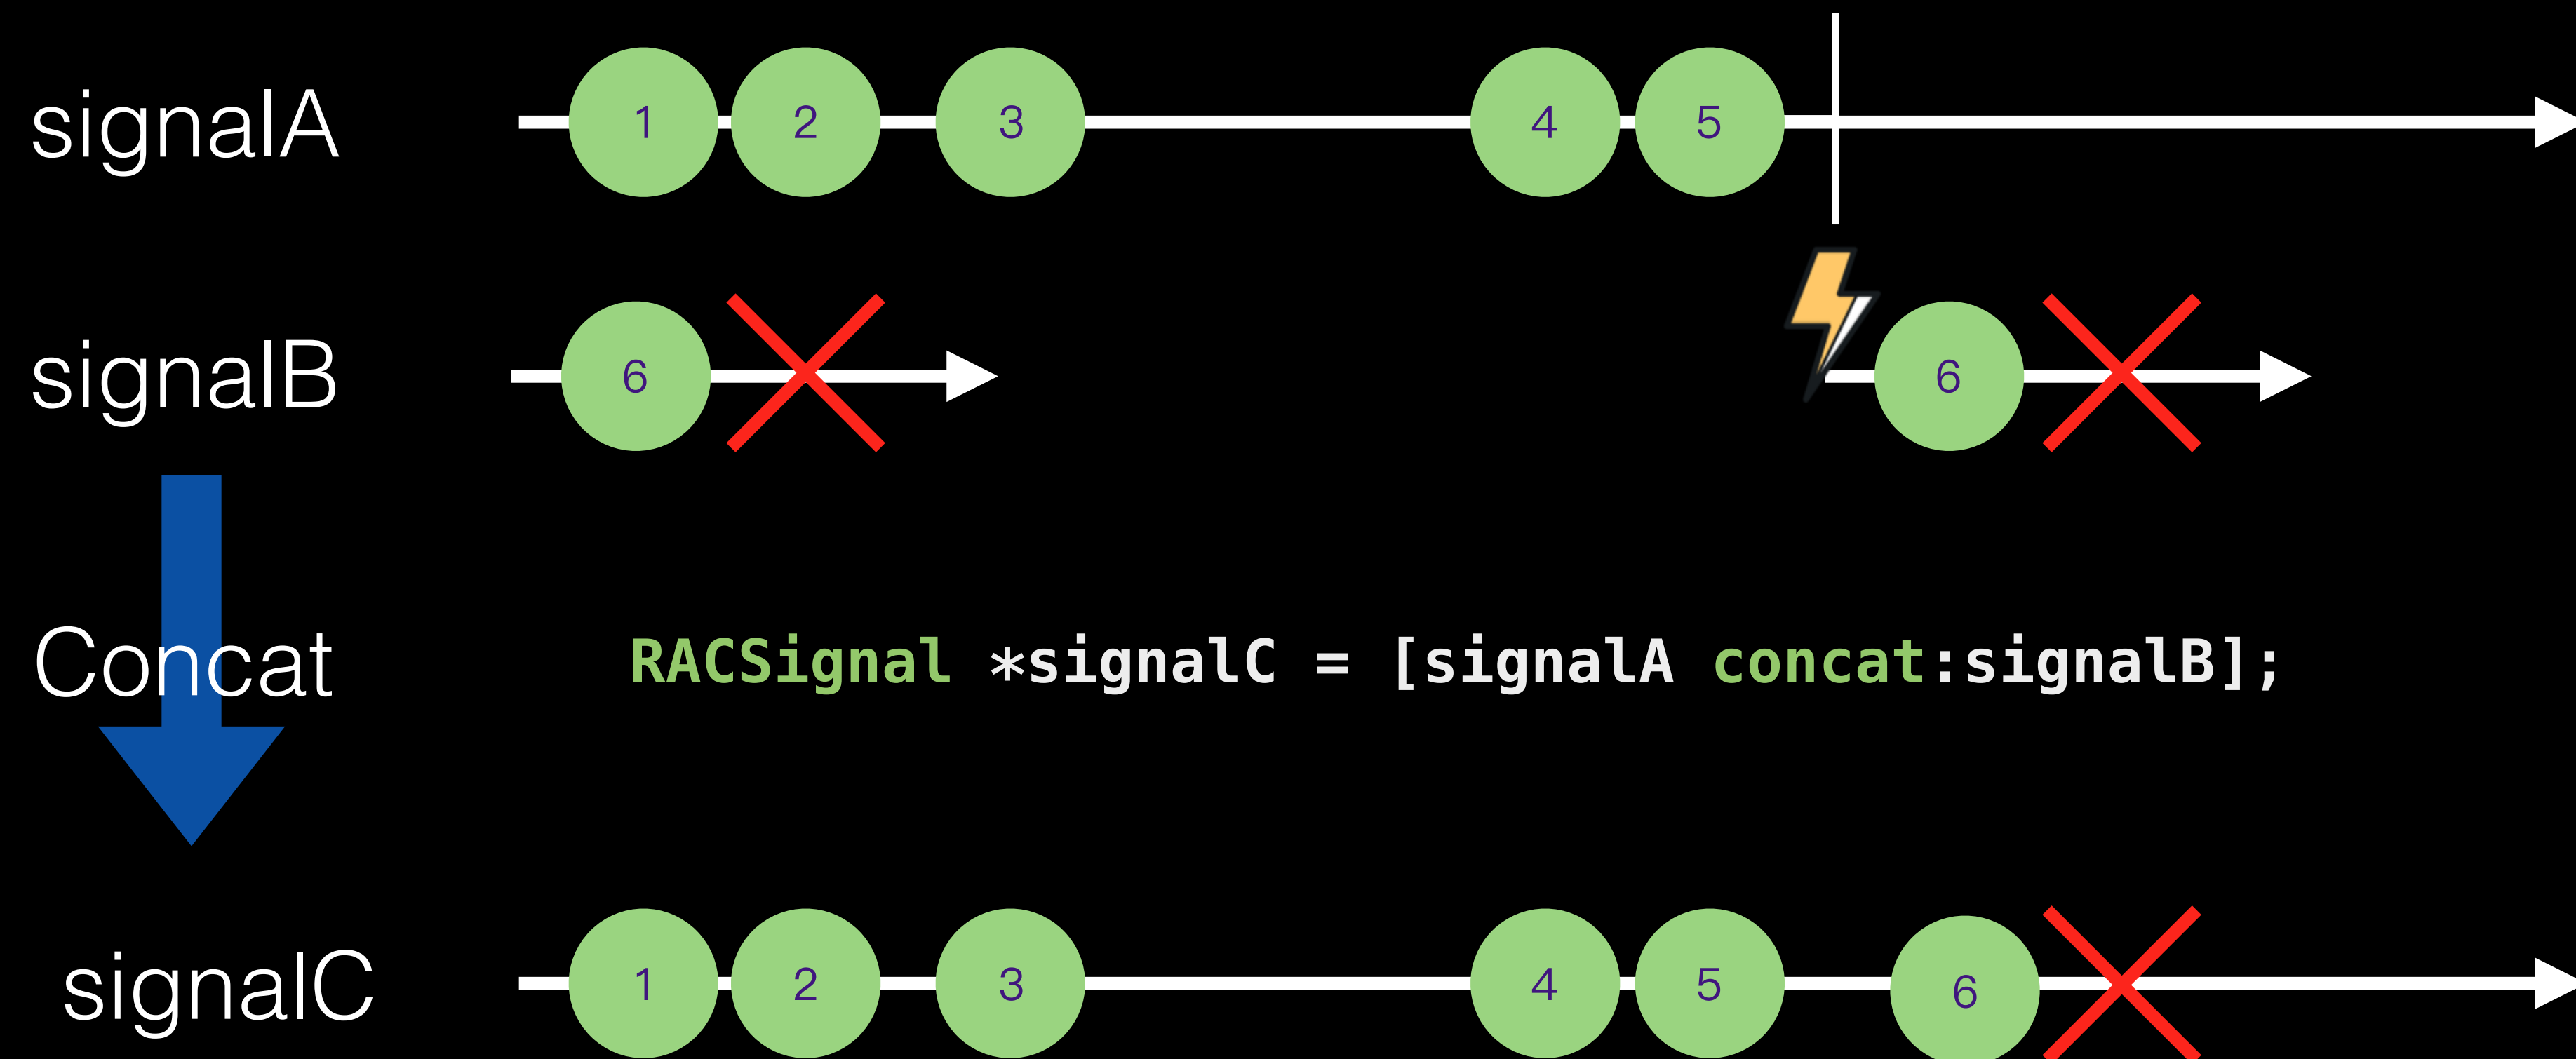 signalA 1 2 3 4 5
signalB 6 6
Concat RACSignal *signalC = [signalA concat:signalB];
signalC 1 2 3 4 5 6